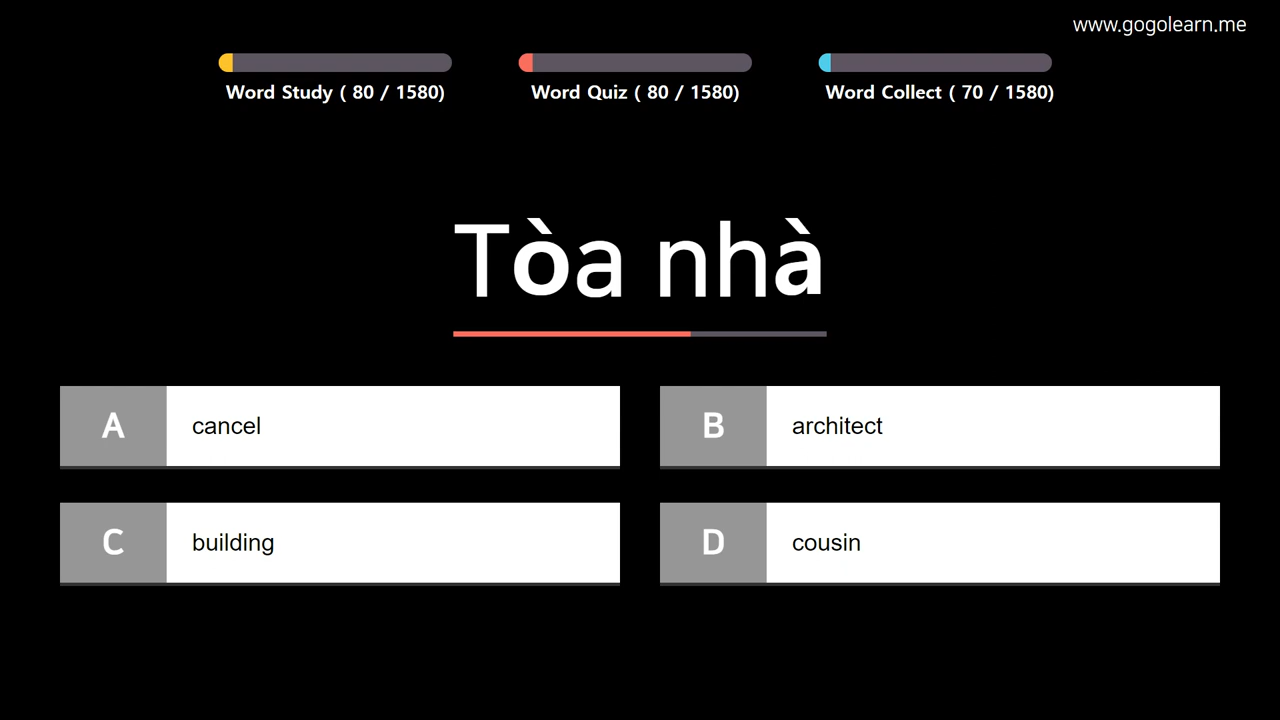 www.gogolearn.me
Word Study ( 80 / 1580)
Word Quiz ( 80 / 1580)
Word Collect ( 70 / 1580)
Tòa nhà
A cancel
B architect
C building
D cousin